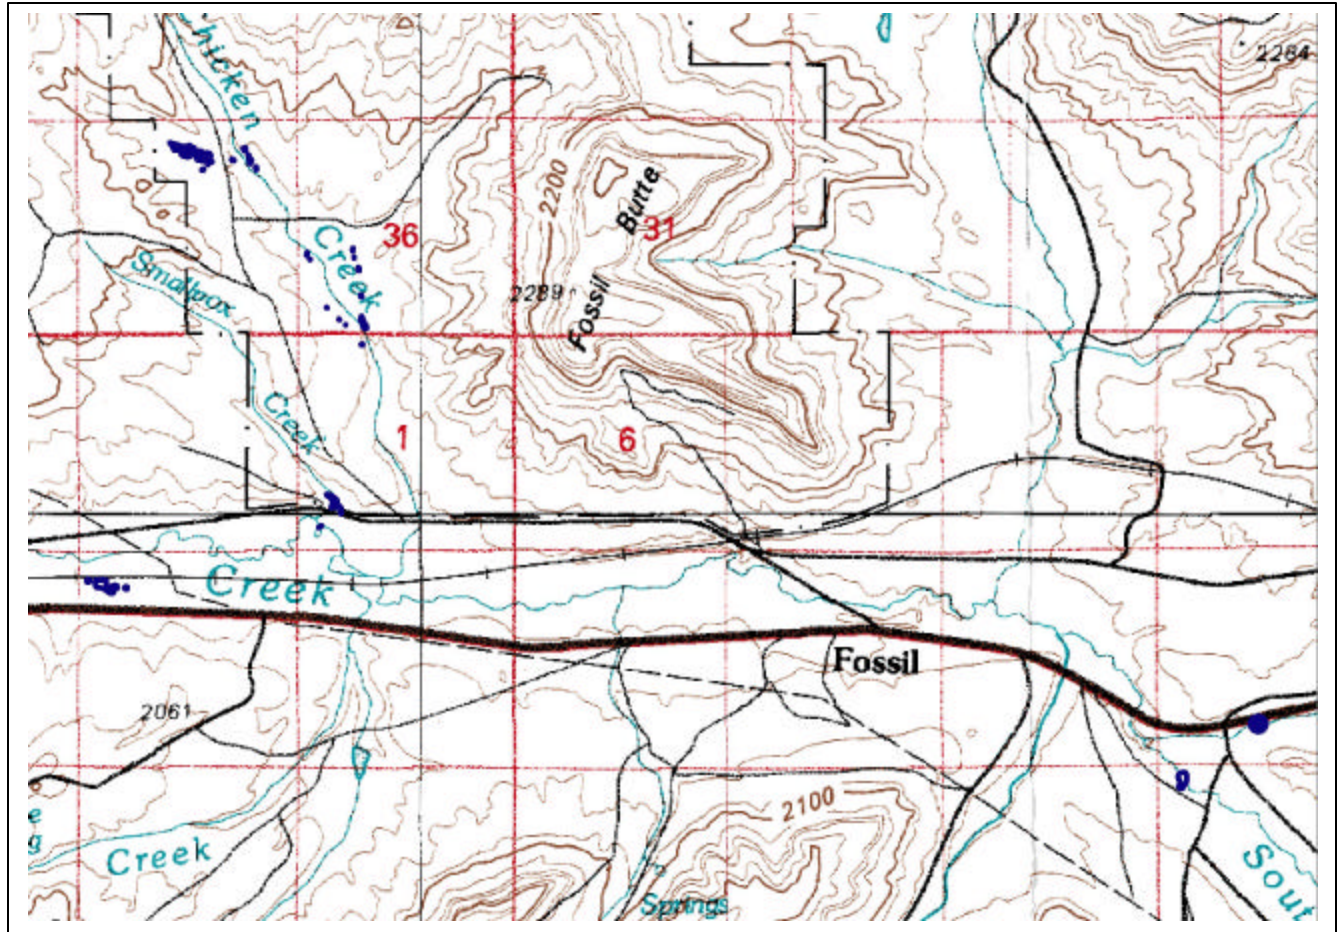 Chicken
Creek
2264
2200
Butte
36
31
Smallpox
Creek
2289
Fossil
1
6
Creek
Fossil
2061
2100
Creek
e
g
Springs
Sout